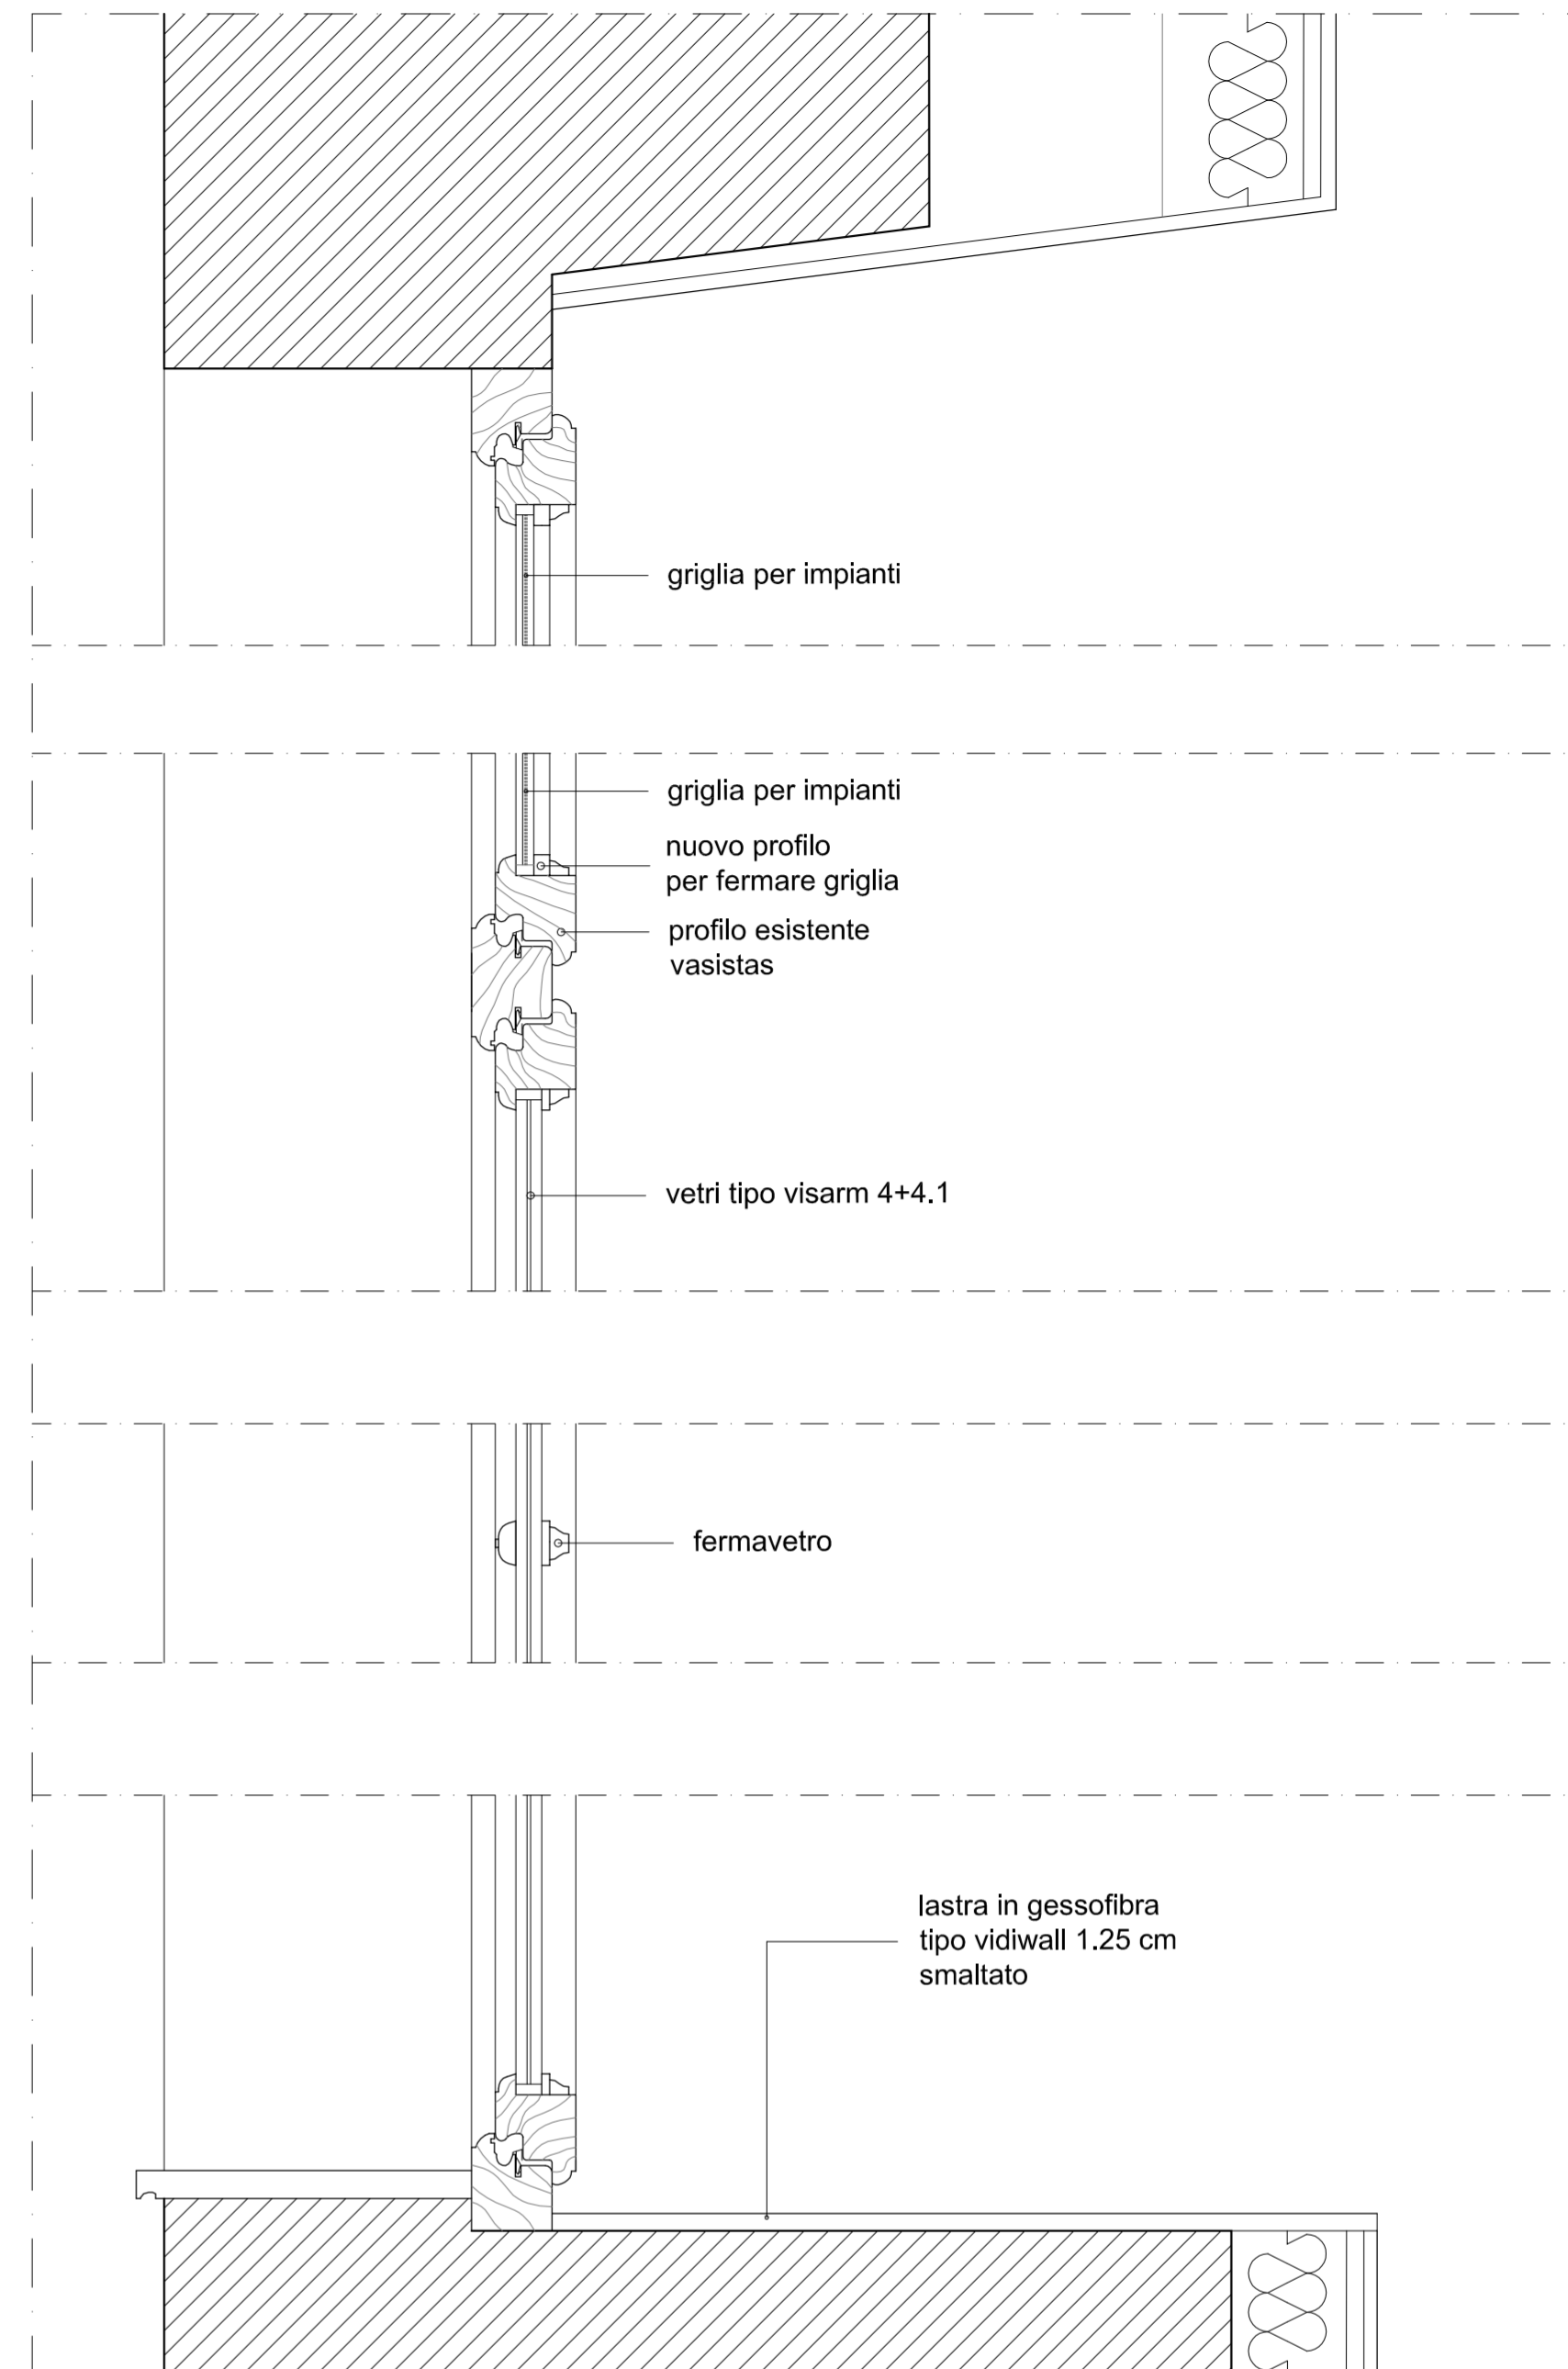 griglia per impianti
griglia per impianti
nuovo profilo
per fermare griglia
profilo esistente
vasistas
vetri tipo visarm 4+4.1
fermavetro
lastra in gessofibra
tipo vidiwall 1.25 cm
smaltato